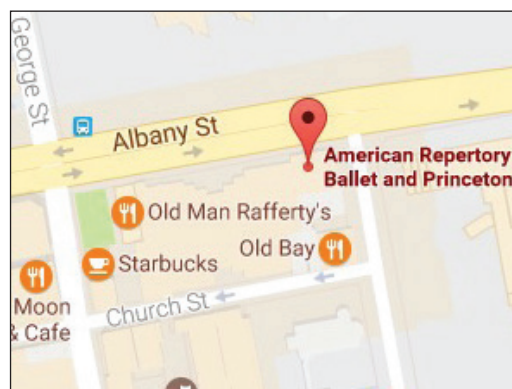 George St
Albany St
American Repertory
Ballet and Princeton
Old Man Rafferty's
Old Bay
Starbucks
Moon
& Cafe
Church St